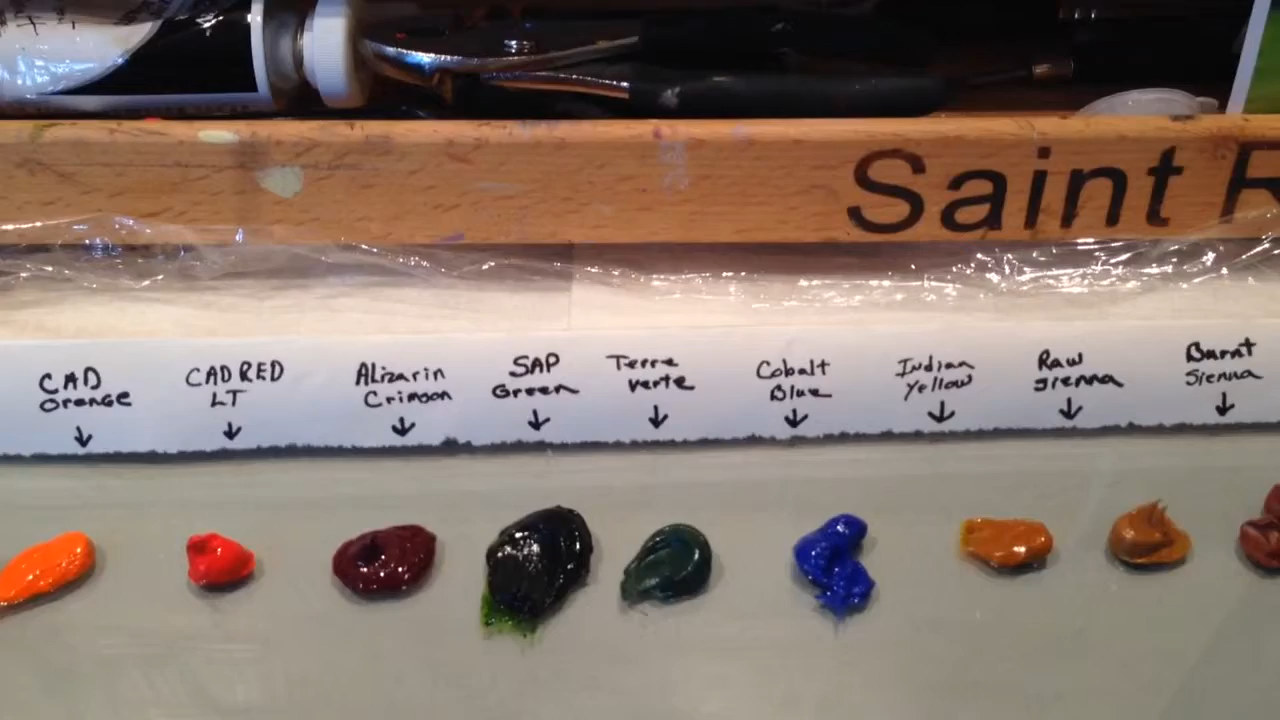 Saint R
CAD
Orange
CAD RED
LT
Alizarin
Crimson
SAP
Green
Terre
verte
Cobalt
Blue
Indian
Yellow
Raw
sienna
Burnt
Sienna